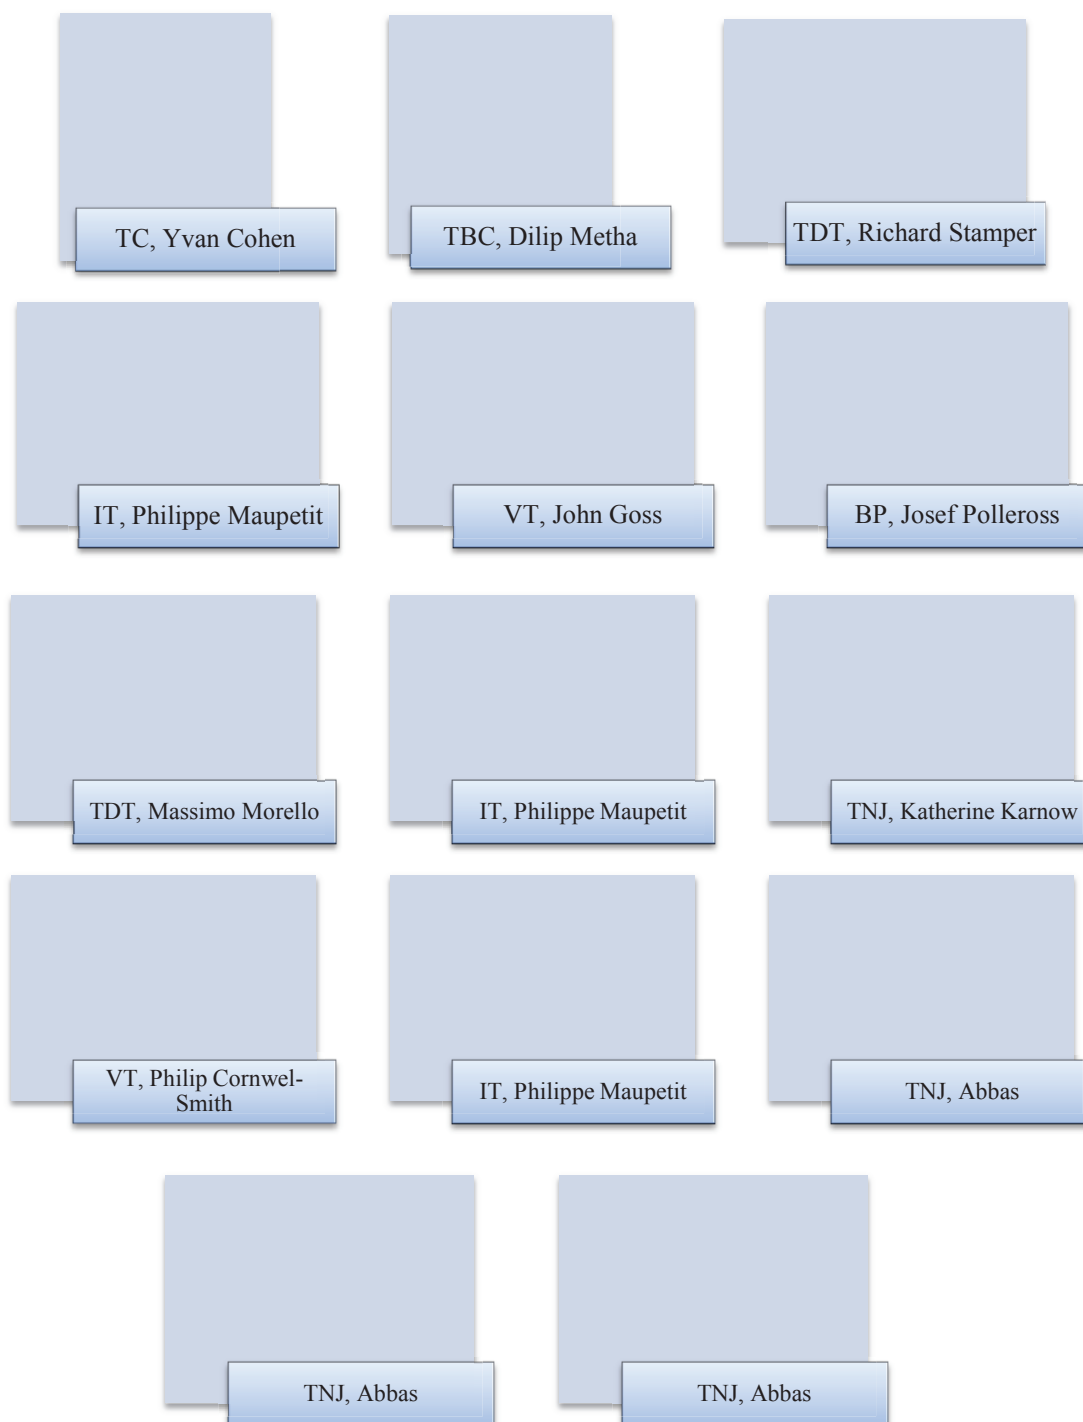 TC, Yvan Cohen
TBC, Dilip Metha
TDT, Richard Stamper
IT, Philippe Maupetit
VT, John Goss
BP, Josef Polleross
TDT, Massimo Morello
IT, Philippe Maupetit
TNJ, Katherine Karnow
VT, Philip Cornwel-
Smith
IT, Philippe Maupetit
TNJ, Abbas
TNJ, Abbas
TNJ, Abbas